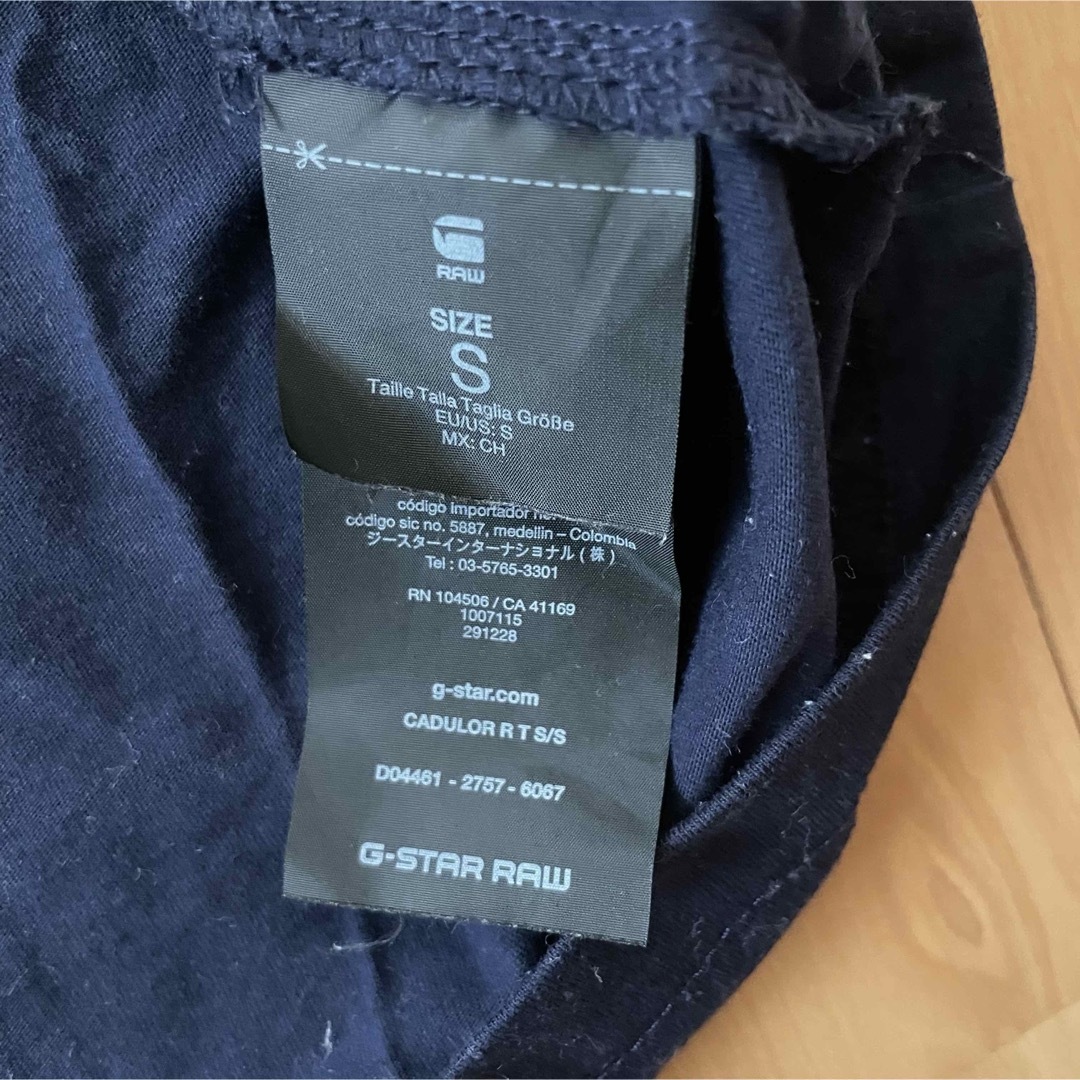 RAW
SIZE
S
Taille Talla Taglia Größe
EU/US: S
MX: CH
código importador no.
código sic no. 5887, medellin – Colombia
ジースターインターナショナル ( 株 )
Tel : 03-5765-3301
RN 104506 / CA 41169
1007115
291228
g-star.com
CADULOR R T S/S
D04461 - 2757 - 6067
G-STAR RAW